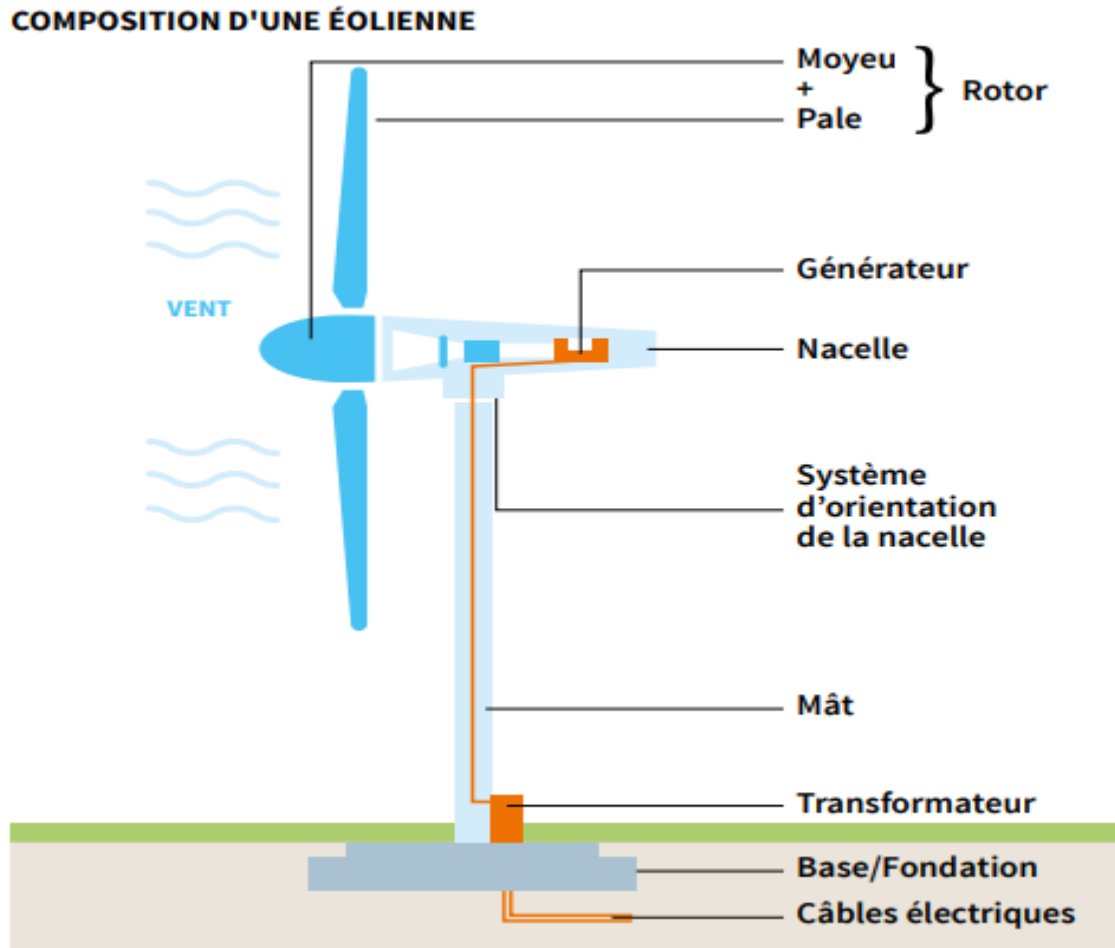 COMPOSITION D'UNE ÉOLIENNE
Moyeu
+
Pale
Rotor
VENT
Générateur
Nacelle
Système
d’orientation
de la nacelle
Mât
Transformateur
Base/Fondation
Câbles électriques